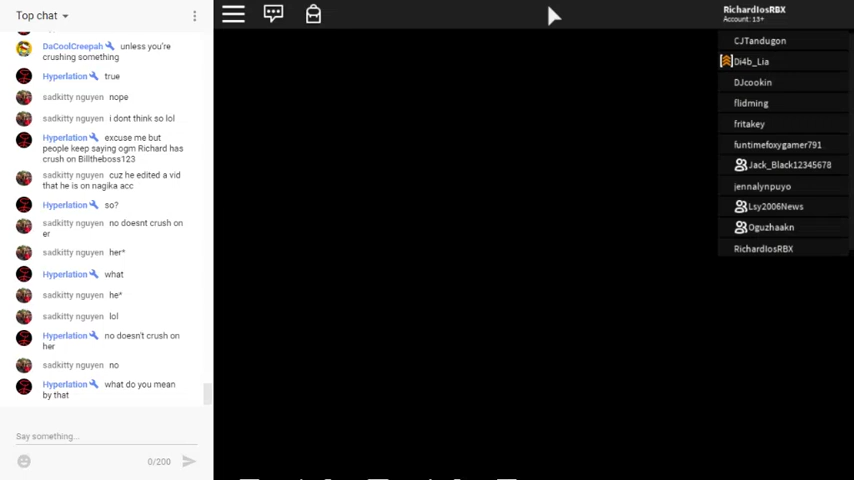 Top chat
DaCoolCreepah unless you're
crushing something
Hyperlation true
sadkitty nguyen nope
sadkitty nguyen i dont think so lol
Hyperlation excuse me but
people keep saying ogm Richard has
crush on Billtheboss123
sadkitty nguyen cuz he edited a vid
that he is on nagika acc
Hyperlation so?
sadkitty nguyen no doesnt crush on
er
sadkitty nguyen her*
Hyperlation what
sadkitty nguyen he*
sadkitty nguyen lol
Hyperlation no doesn't crush on
her
sadkitty nguyen no
Hyperlation what do you mean
by that
Say something...
0/200
RichardIosRBX
Account: 13+
CJTandugon
Di4b_Lia
DJcookin
flidming
fritakey
funtimefoxygamer791
Jack_Black12345678
jennalynpuyo
Lsy2006News
Oguzhaakn
RichardIosRBX